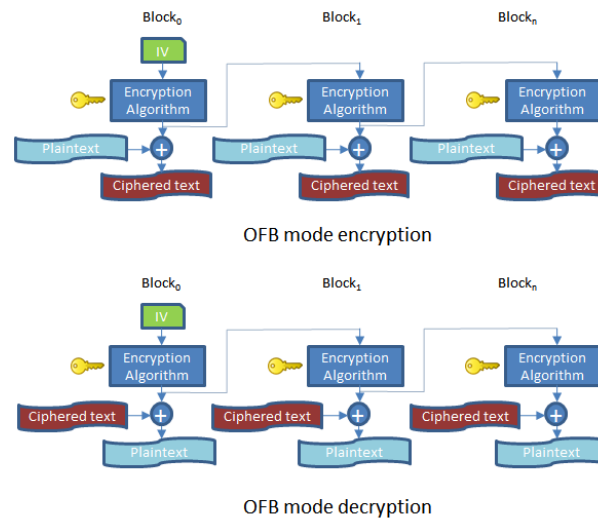 Block₀ Block₁ Blockₙ
IV
Encryption Algorithm Encryption Algorithm Encryption Algorithm
Plaintext + Plaintext + Plaintext +
Ciphered text Ciphered text Ciphered text
OFB mode encryption
Block₀ Block₁ Blockₙ
IV
Encryption Algorithm Encryption Algorithm Encryption Algorithm
Ciphered text + Ciphered text + Ciphered text +
Plaintext Plaintext Plaintext
OFB mode decryption